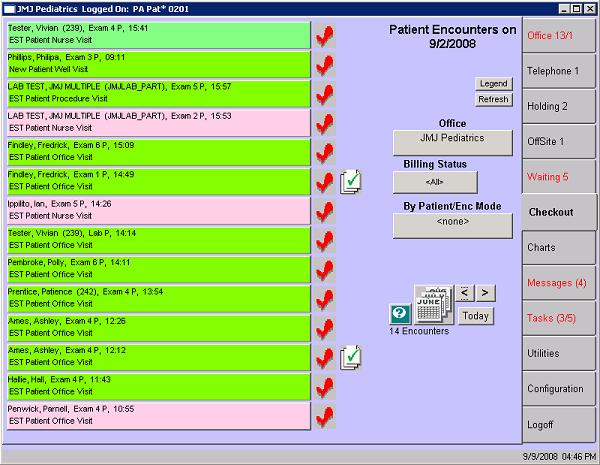 JMJ Pediatrics Logged On: PA Pat* 0201
Tester, Vivian (239), Exam 4 P, 15:41
EST Patient Nurse Visit
Phillips, Philipa, Exam 3 P, 09:11
New Patient Well Visit
LAB TEST, JMJ MULTIPLE (JMJLAB_PART), Exam 5 P, 15:57
EST Patient Procedure Visit
LAB TEST, JMJ MULTIPLE (JMJLAB_PART), Exam 2 P, 15:53
EST Patient Nurse Visit
Findley, Fredrick, Exam 6 P, 15:09
EST Patient Office Visit
Findley, Fredrick, Exam 1 P, 14:49
EST Patient Office Visit
Ippilito, Ian, Exam 5 P, 14:26
EST Patient Nurse Visit
Tester, Vivian (239), Lab P, 14:14
EST Patient Office Visit
Pembroke, Polly, Exam 6 P, 14:11
EST Patient Office Visit
Prentice, Patience (242), Exam 4 P, 13:54
EST Patient Office Visit
Ames, Ashley, Exam 4 P, 12:26
EST Patient Office Visit
Ames, Ashley, Exam 4 P, 12:12
EST Patient Office Visit
Hallie, Hall, Exam 4 P, 11:43
EST Patient Office Visit
Penwick, Parnell, Exam 4 P, 10:55
EST Patient Office Visit
Patient Encounters on
9/2/2008
Legend
Refresh
Office
JMJ Pediatrics
Billing Status
<All>
By Patient/Enc Mode
<none>
JUNE
< >
?
Today
14 Encounters
Office 13/1
Telephone 1
Holding 2
OffSite 1
Waiting 5
Checkout
Charts
Messages (4)
Tasks (3/5)
Utilities
Configuration
Logoff
9/9/2008 04:46 PM